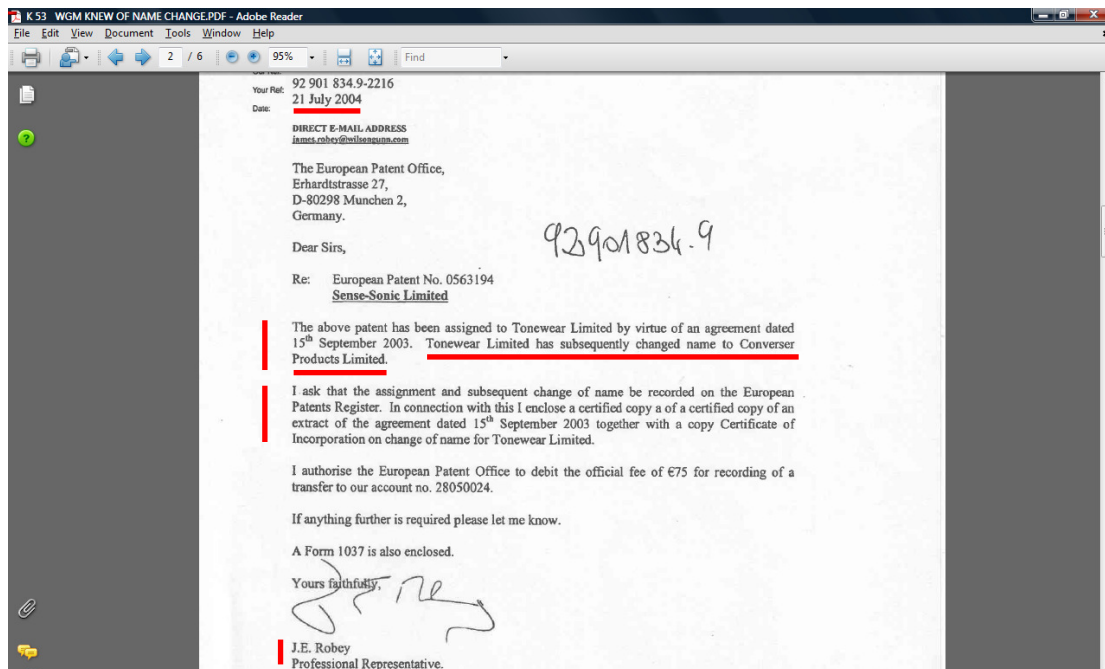 K 53 WGM KNEW OF NAME CHANGE.PDF - Adobe Reader
File Edit View Document Tools Window Help
2 / 6 95% Find
Your Ref: 92 901 834.9-2216
Date: 21 July 2004
DIRECT E-MAIL ADDRESS
james.robey@wilsongunn.com
The European Patent Office,
Erhardtstrasse 27,
D-80298 Munchen 2,
Germany.
92901834.9
Dear Sirs,
Re: European Patent No. 0563194
Sense-Sonic Limited
The above patent has been assigned to Tonewear Limited by virtue of an agreement dated
15th September 2003. Tonewear Limited has subsequently changed name to Converser
Products Limited.
I ask that the assignment and subsequent change of name be recorded on the European
Patents Register. In connection with this I enclose a certified copy a of a certified copy of an
extract of the agreement dated 15th September 2003 together with a copy Certificate of
Incorporation on change of name for Tonewear Limited.
I authorise the European Patent Office to debit the official fee of €75 for recording of a
transfer to our account no. 28050024.
If anything further is required please let me know.
A Form 1037 is also enclosed.
Yours faithfully,
J.E. Robey
Professional Representative.